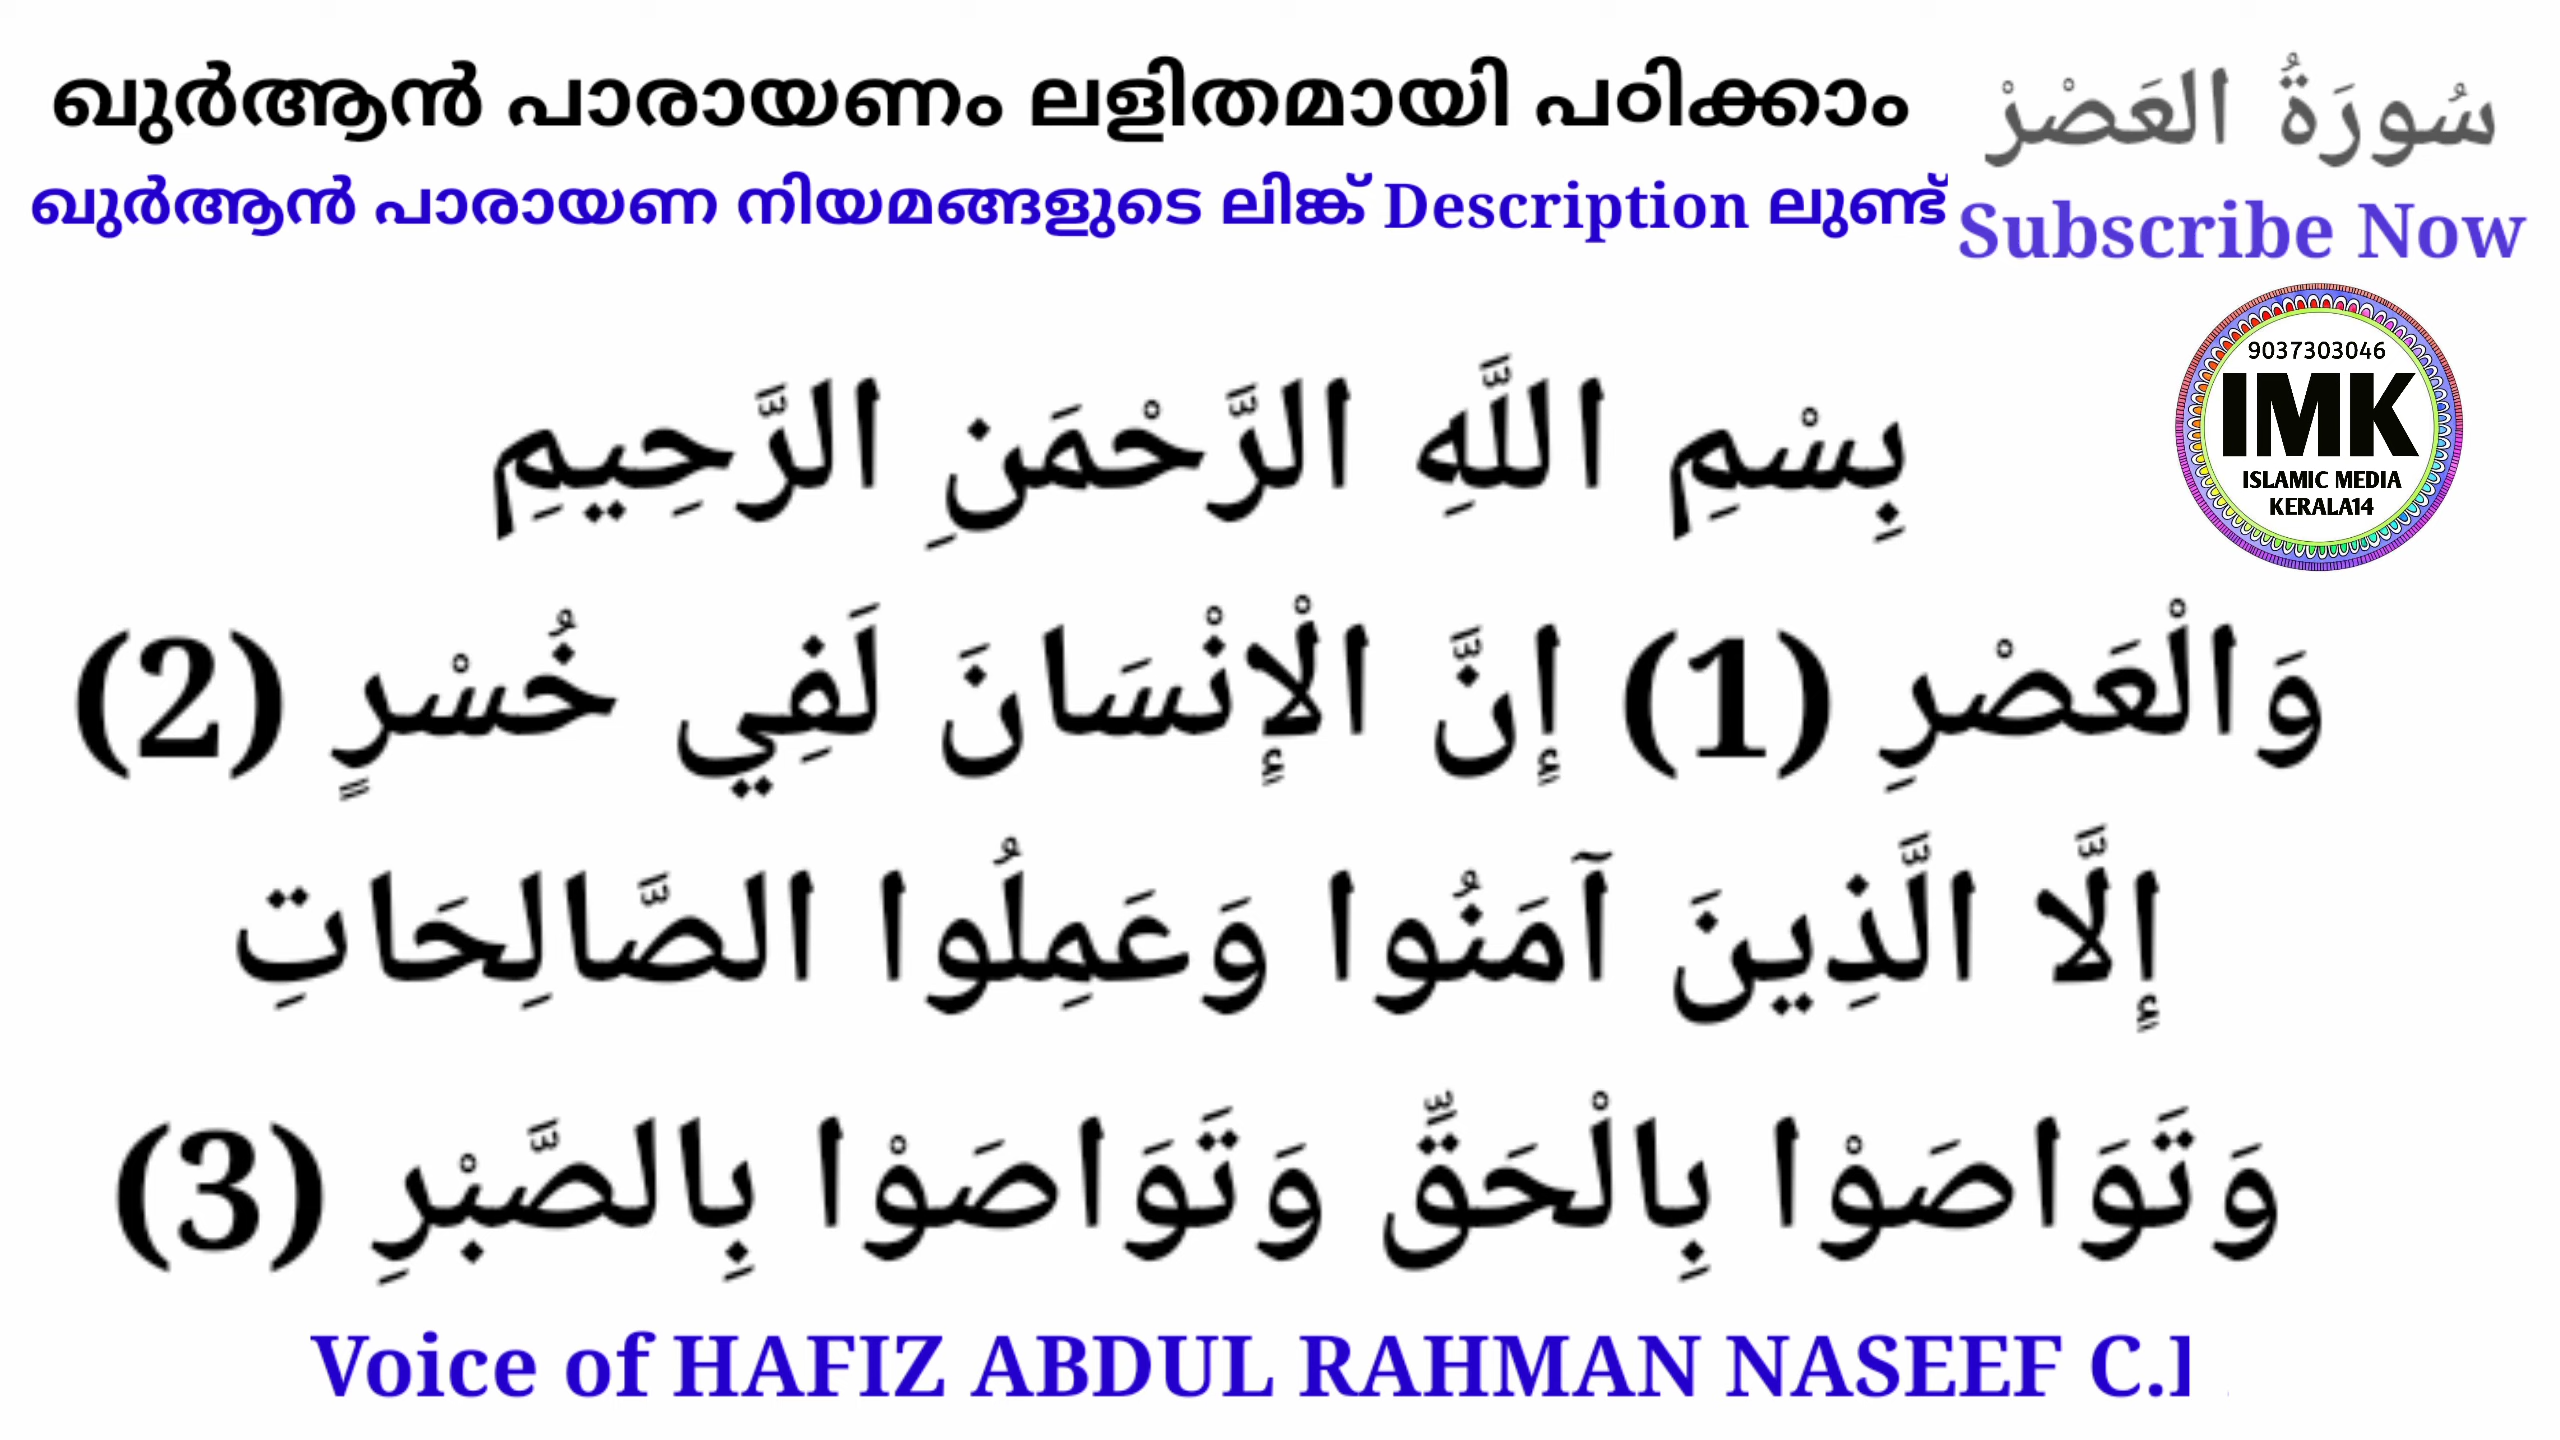 ഖുർആൻ പാരായണം ലളിതമായി പഠിക്കാം
سُورَةُ العَصْرْ
ഖുർആൻ പാരായണ നിയമങ്ങളുടെ ലിങ്ക് Description ലുണ്ട്
Subscribe Now
9037303046
IMK
ISLAMIC MEDIA
KERALA14
بِسْمِ اللَّهِ الرَّحْمَنِ الرَّحِيمِ
وَالْعَصْرِ (1) إِنَّ الْإِنْسَانَ لَفِي خُسْرٍ (2)
إِلَّا الَّذِينَ آمَنُوا وَعَمِلُوا الصَّالِحَاتِ
وَتَوَاصَوْا بِالْحَقِّ وَتَوَاصَوْا بِالصَّبْرِ (3)
Voice of HAFIZ ABDUL RAHMAN NASEEF